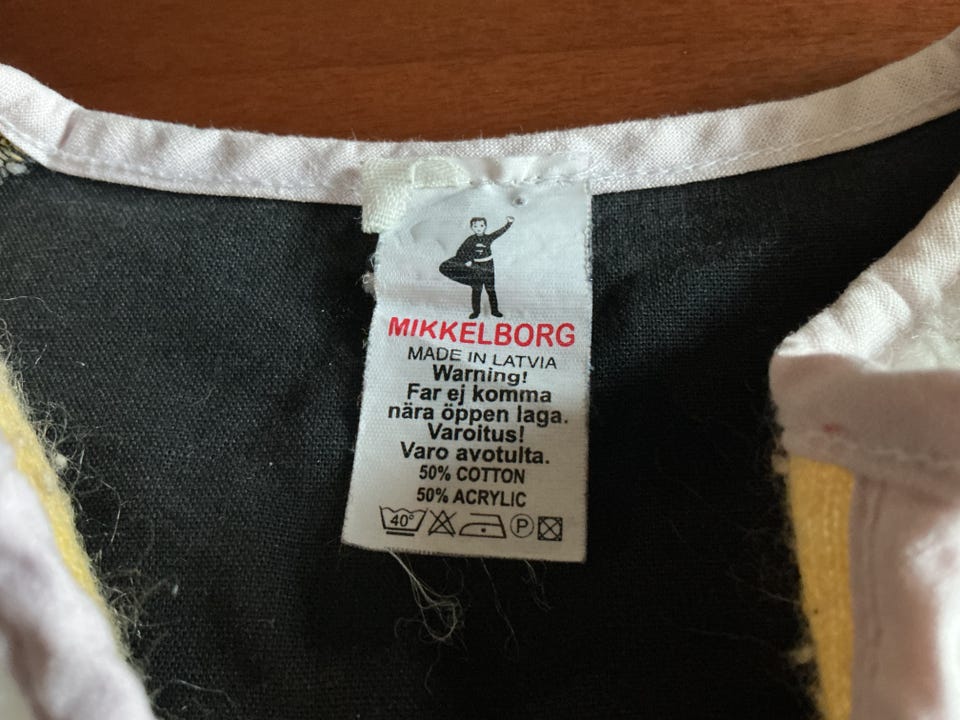 MIKKELBORG
MADE IN LATVIA
Warning!
Far ej komma
nära öppen laga.
Varoitus!
Varo avotulta.
50% COTTON
50% ACRYLIC
40° P